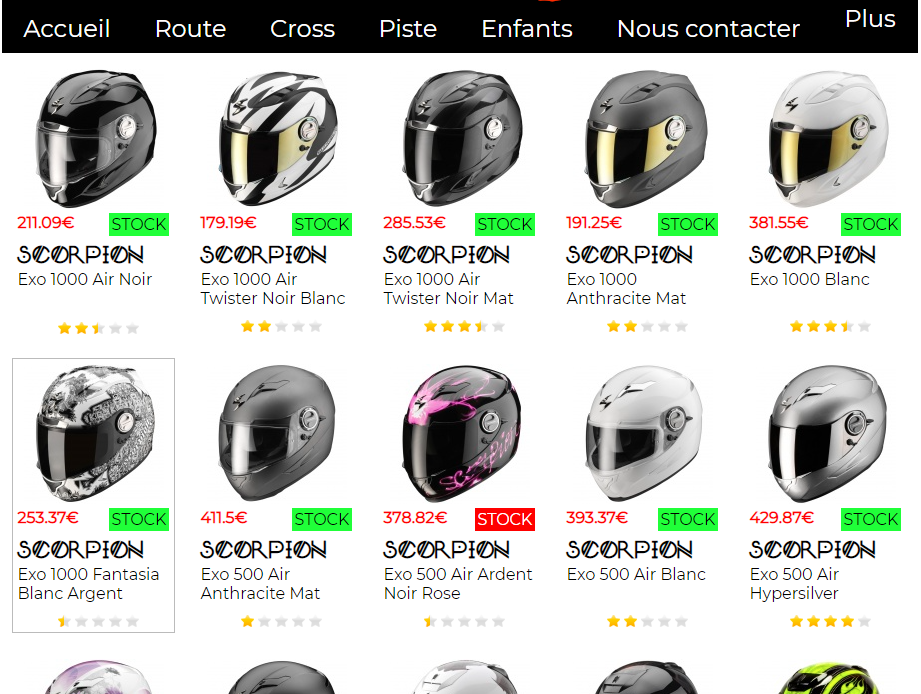 Accueil Route Cross Piste Enfants Nous contacter Plus
211.09€ STOCK 179.19€ STOCK 285.53€ STOCK 191.25€ STOCK 381.55€ STOCK
SCORPION SCORPION SCORPION SCORPION SCORPION
Exo 1000 Air Noir Exo 1000 Air Exo 1000 Air Exo 1000 Exo 1000 Blanc
Twister Noir Blanc Twister Noir Mat Anthracite Mat
Scorpion
253.37€ STOCK 411.5€ STOCK 378.82€ STOCK 393.37€ STOCK 429.87€ STOCK
SCORPION SCORPION SCORPION SCORPION SCORPION
Exo 1000 Fantasia Exo 500 Air Exo 500 Air Ardent Exo 500 Air Blanc Exo 500 Air
Blanc Argent Anthracite Mat Noir Rose Hypersilver